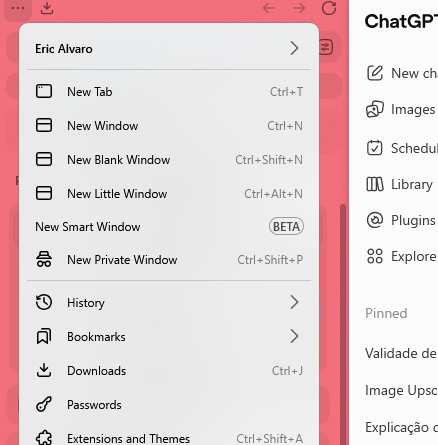 ChatGPT
Eric Alvaro
New Tab Ctrl+T
New Window Ctrl+N
New Blank Window Ctrl+Shift+N
New Little Window Ctrl+Alt+N
New Smart Window BETA
New Private Window Ctrl+Shift+P
History
Bookmarks
Downloads Ctrl+J
Passwords
Extensions and Themes Ctrl+Shift+A
New cha
Images
Schedul
Library
Plugins
Explore
Pinned
Validade de
Image Upsc
Explicação d